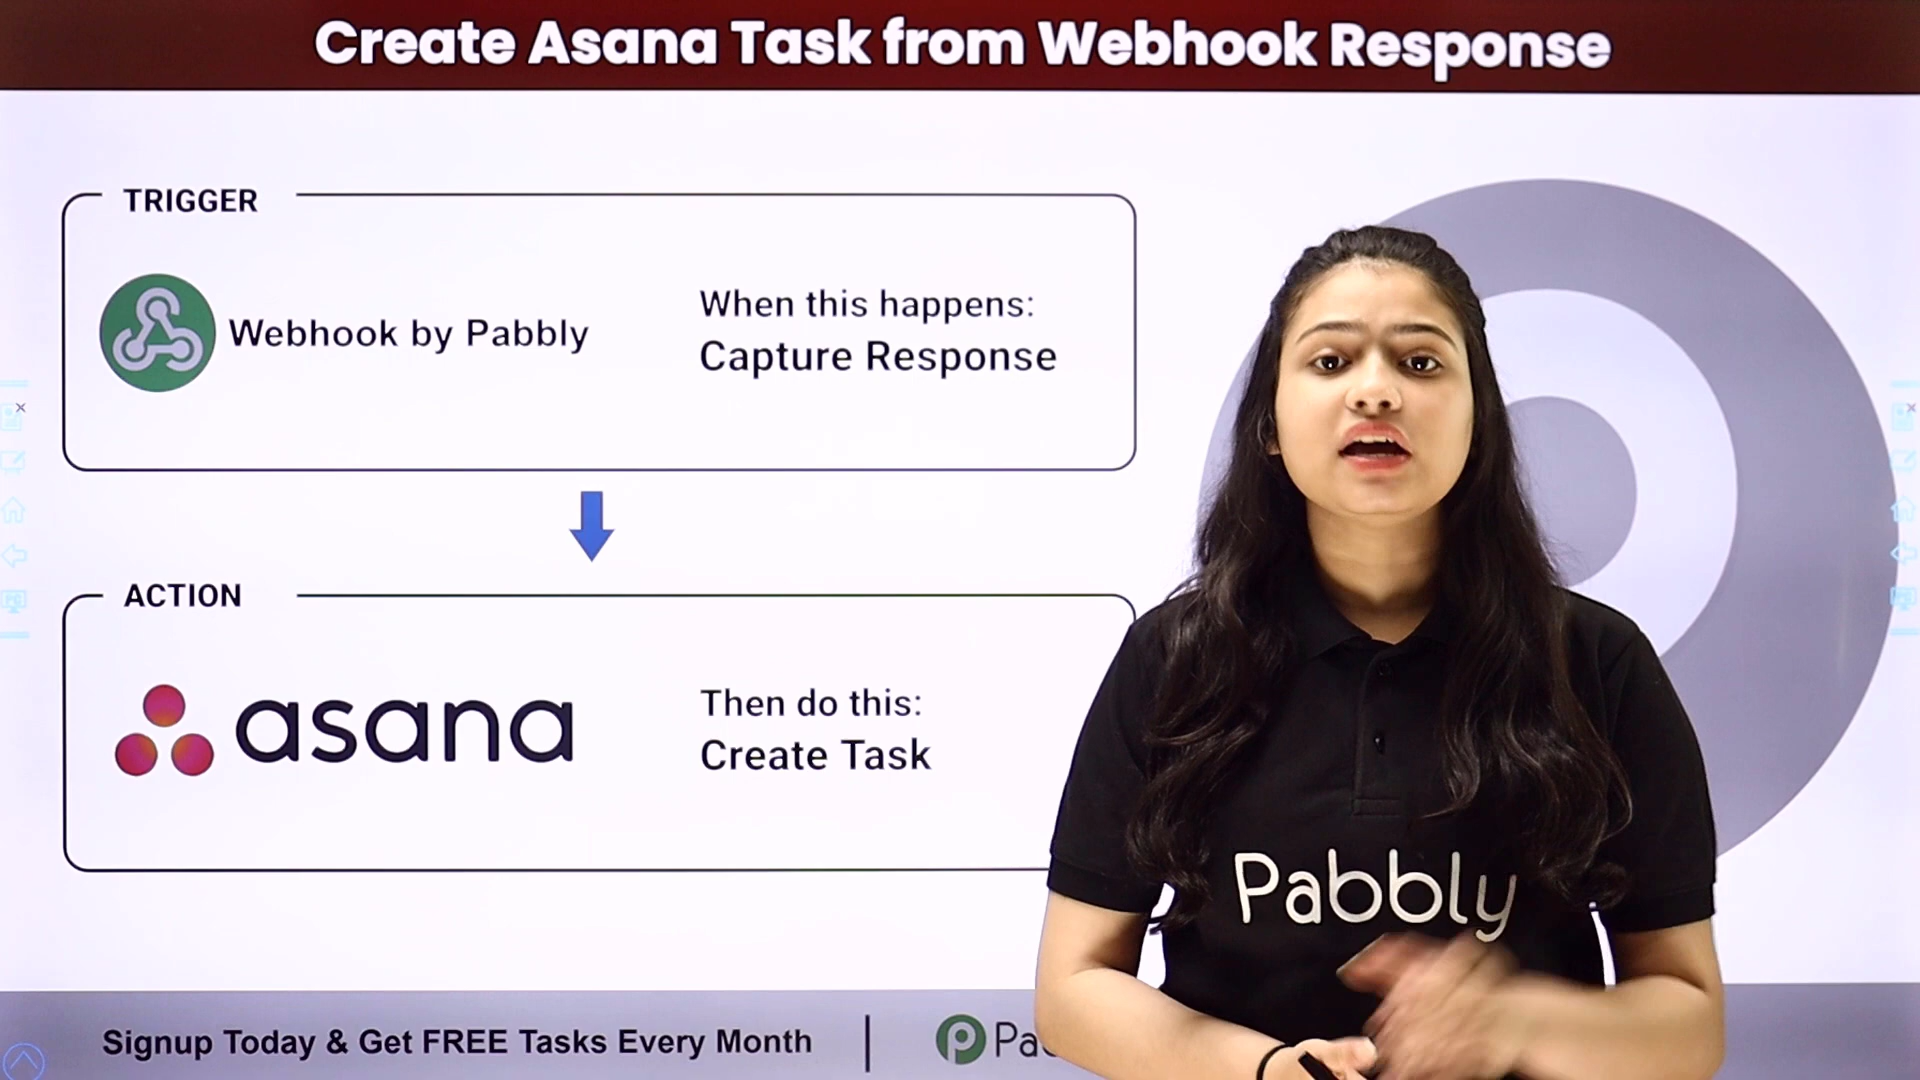 Create Asana Task from Webhook Response
TRIGGER
Webhook by Pabbly
When this happens:
Capture Response
ACTION
asana
Then do this:
Create Task
Pabbly
Signup Today & Get FREE Tasks Every Month